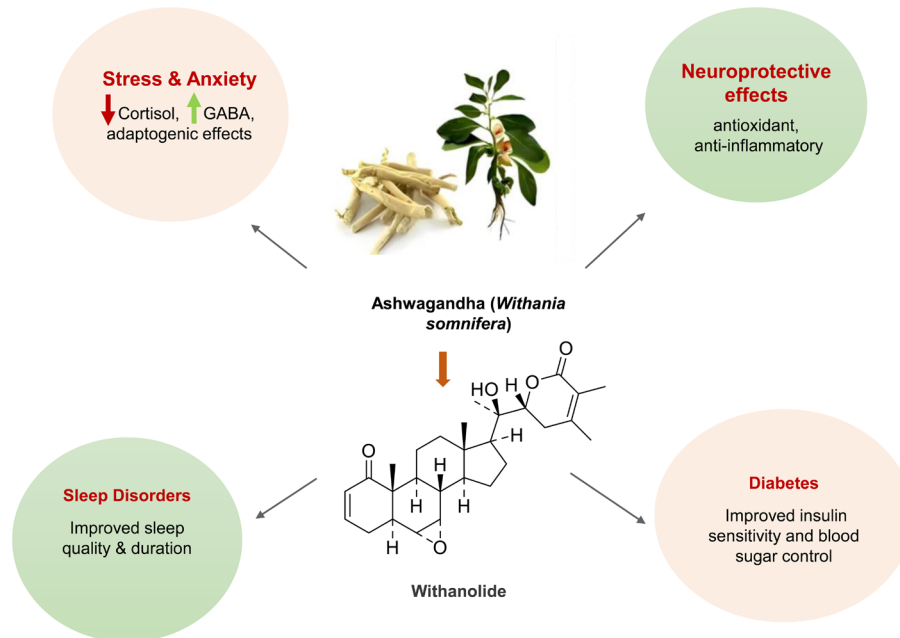 Stress & Anxiety
Cortisol, GABA,
adaptogenic effects
Neuroprotective
effects
antioxidant,
anti-inflammatory
Ashwagandha (Withania
somnifera)
O
O
HO
H
O
H
O
H
H
H
H
O
Sleep Disorders
Improved sleep
quality & duration
Diabetes
Improved insulin
sensitivity and blood
sugar control
Withanolide